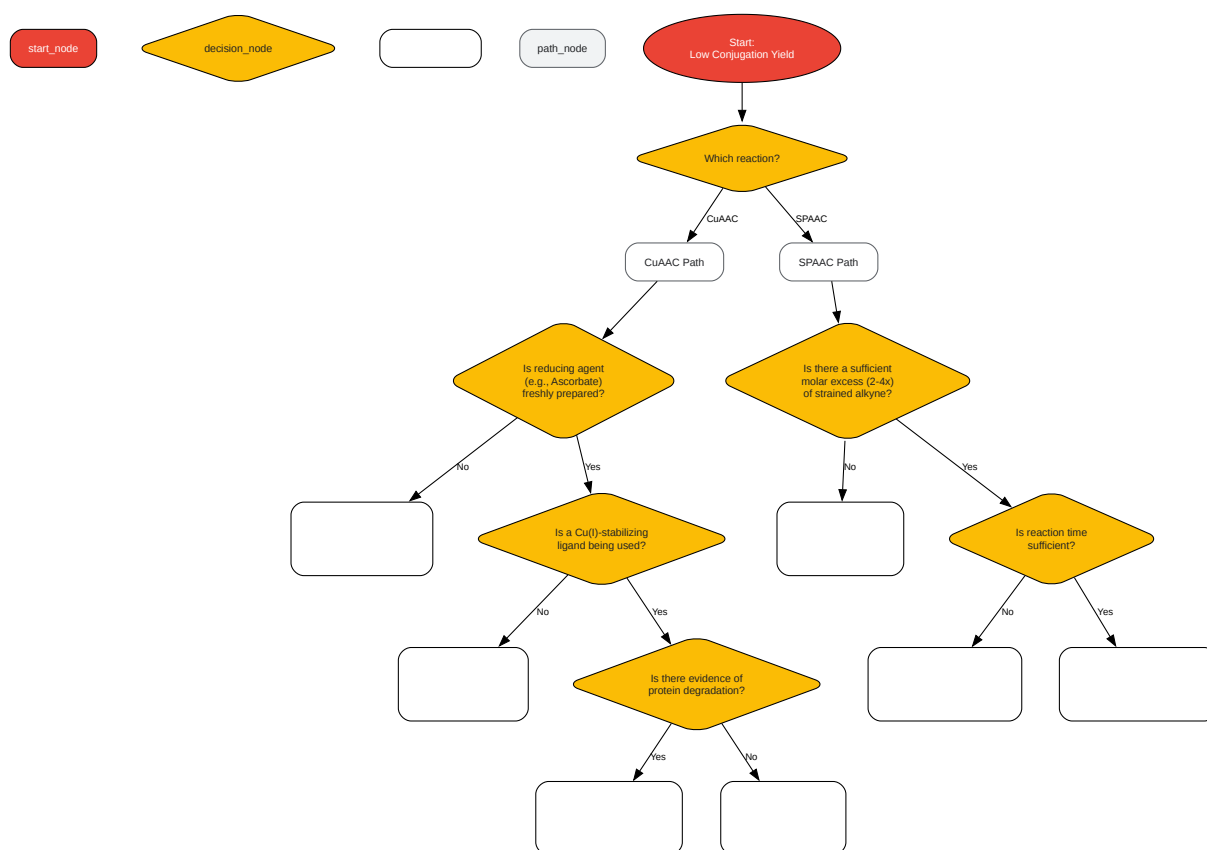 start_node
decision_node
path_node
Start:
Low Conjugation Yield
Which reaction?
CuAAC
SPAAC
CuAAC Path
SPAAC Path
Is reducing agent
(e.g., Ascorbate)
freshly prepared?
Is there a sufficient
molar excess (2-4x)
of strained alkyne?
No
Yes
No
Yes
Is a Cu(I)-stabilizing
ligand being used?
Is reaction time
sufficient?
No
Yes
No
Yes
Is there evidence of
protein degradation?
Yes
No